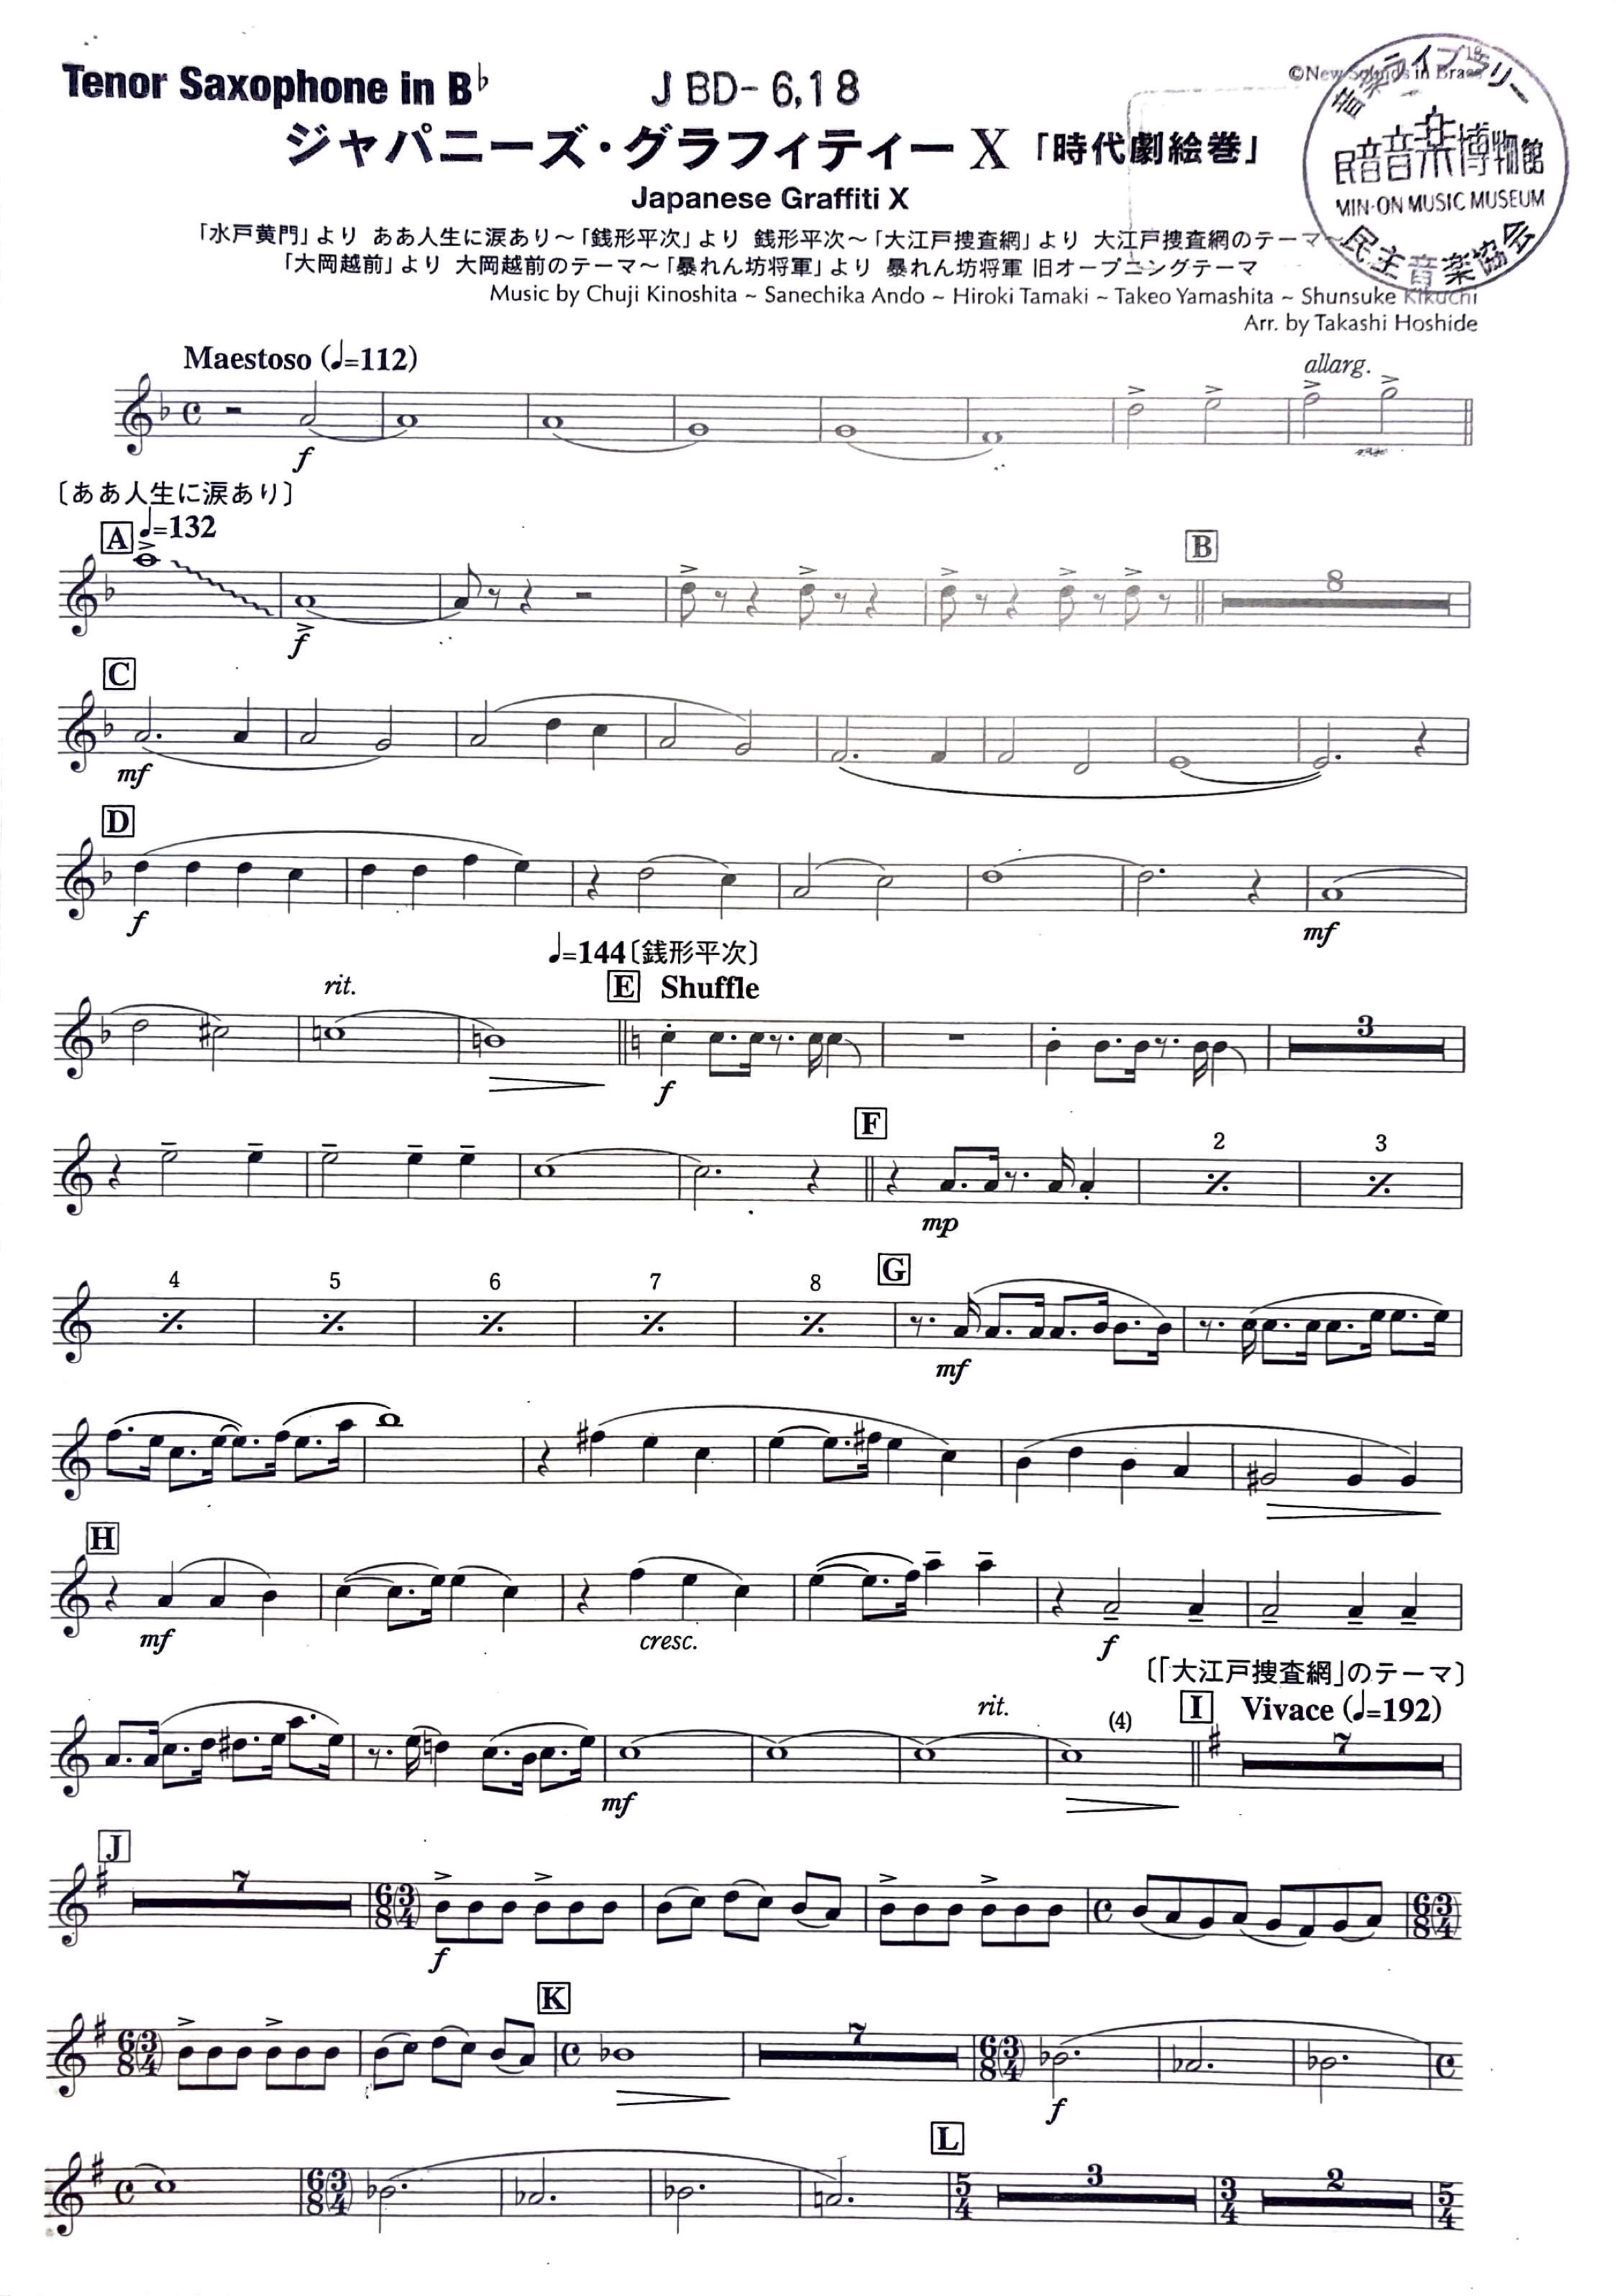 Tenor Saxophone in B♭
JBD-6,18
©New Sounds in Brass
音楽ライブラリー
民音音楽博物館
MIN-ON MUSIC MUSEUM
民主音楽協会
ジャパニーズ・グラフィティー X 「時代劇絵巻」
Japanese Graffiti X
「水戸黄門」より ああ人生に涙あり～「銭形平次」より 銭形平次～「大江戸捜査網」より 大江戸捜査網のテーマ～
「大岡越前」より 大岡越前のテーマ～「暴れん坊将軍」より 暴れん坊将軍 旧オープニングテーマ
Music by Chuji Kinoshita ~ Sanechika Ando ~ Hiroki Tamaki ~ Takeo Yamashita ~ Shunsuke Kikuchi
Arr. by Takashi Hoshide
Maestoso (♩=112)
allarg.
f
〔ああ人生に涙あり〕
A ♩=132
B
8
f
C
mf
D
f
mf
♩=144〔銭形平次〕
rit.
E Shuffle
3
f
F
2 3
mp
4 5 6 7 8
G
mf
H
mf cresc. f
〔「大江戸捜査網」のテーマ〕
rit. (4) I Vivace (♩=192)
7
mf
J
7
6/8 (3/4)
f
6/8 (3/4)
K
6/8 (3/4)
7
6/8 (3/4)
f
L
6/8 (3/4)
5/4
3
3/4
2
5/4